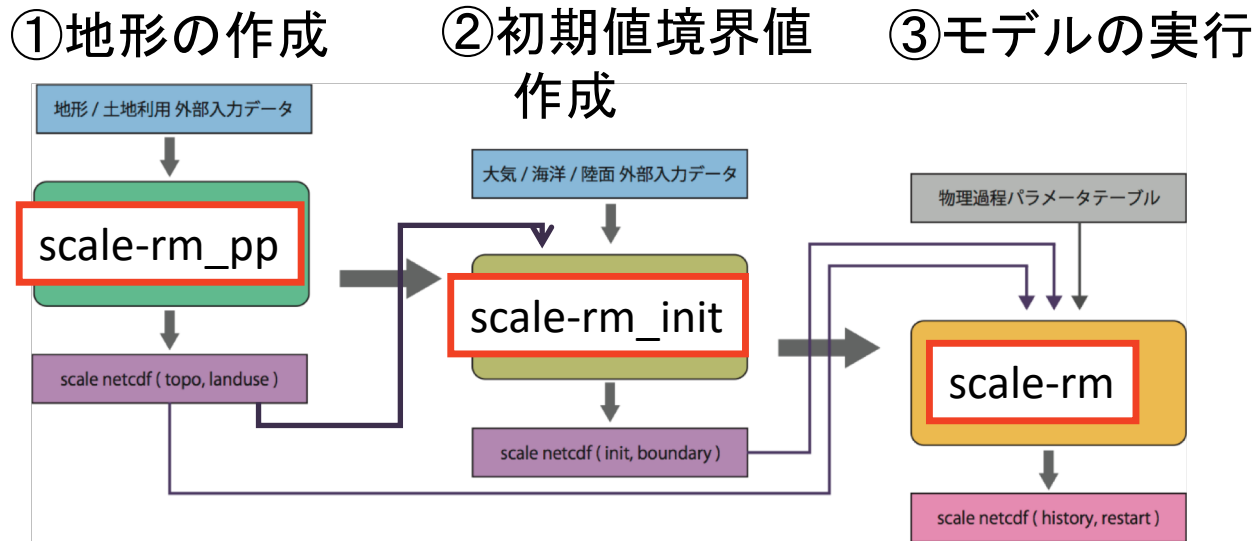 ①地形の作成
②初期値境界値
作成
③モデルの実行
地形 / 土地利用 外部入力データ
scale-rm_pp
scale netcdf ( topo, landuse )
大気 / 海洋 / 陸面 外部入力データ
scale-rm_init
scale netcdf ( init, boundary )
物理過程パラメータテーブル
scale-rm
scale netcdf ( history, restart )